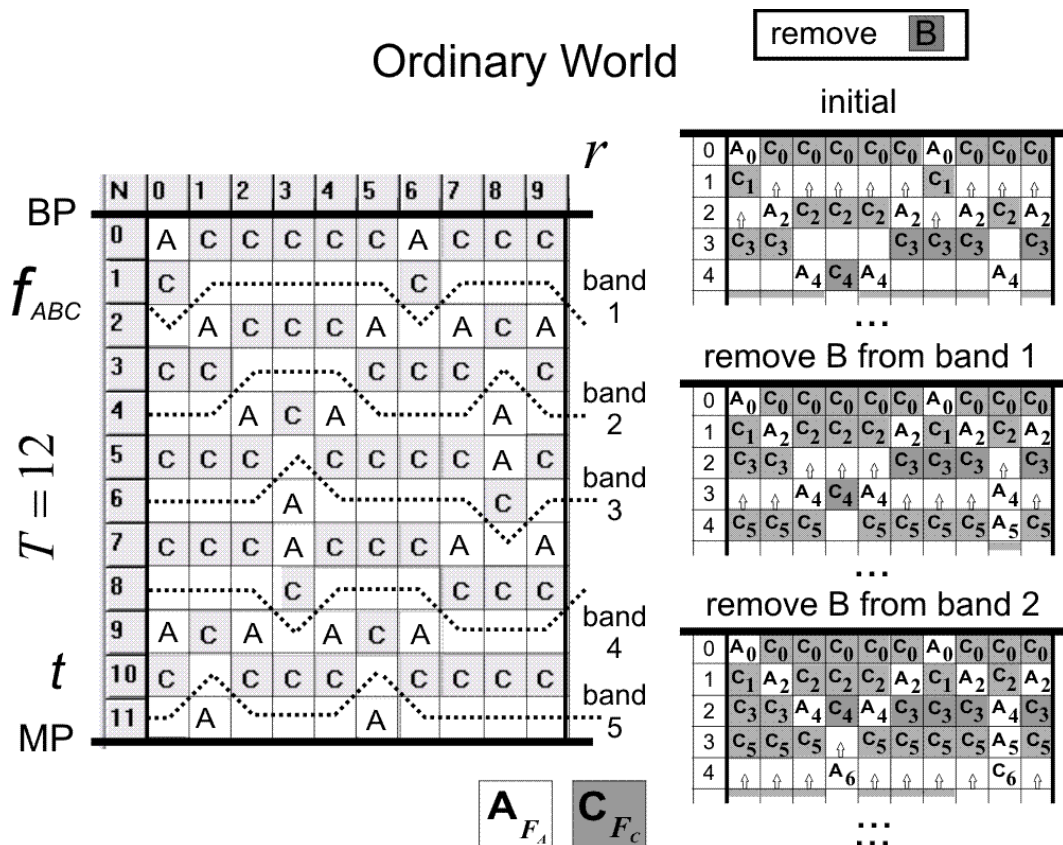 Ordinary World
remove B
r
N 0 1 2 3 4 5 6 7 8 9
BP
0 A C C C C C A C C C
1 C C
2 A C C C A A C A
3 C C C C C C
4 A C A A
5 C C C C C C C C A C
6 A C
7 C C C A C C C A A
8 C C C C
9 A C A A C A
10 C C C C C C C C
11 A A
MP
f ABC
T = 12
t
band 1
band 2
band 3
band 4
band 5
A F_A C F_C
initial
0 A0 C0 C0 C0 C0 C0 A0 C0 C0 C0
1 C1 C1
2 A2 C2 C2 C2 A2 A2 C2 A2
3 C3 C3 C3 C3 C3 C3
4 A4 C4 A4 A4
...
remove B from band 1
0 A0 C0 C0 C0 C0 C0 A0 C0 C0 C0
1 C1 A2 C2 C2 C2 A2 C1 A2 C2 A2
2 C3 C3 C3 C3 C3 C3
3 A4 C4 A4 A4
4 C5 C5 C5 C5 C5 C5 C5 A5 C5
...
remove B from band 2
0 A0 C0 C0 C0 C0 C0 A0 C0 C0 C0
1 C1 A2 C2 C2 C2 A2 C1 A2 C2 A2
2 C3 C3 A4 C4 A4 C3 C3 C3 A4 C3
3 C5 C5 C5 C5 C5 C5 C5 A5 C5
4 A6 C6
...
...